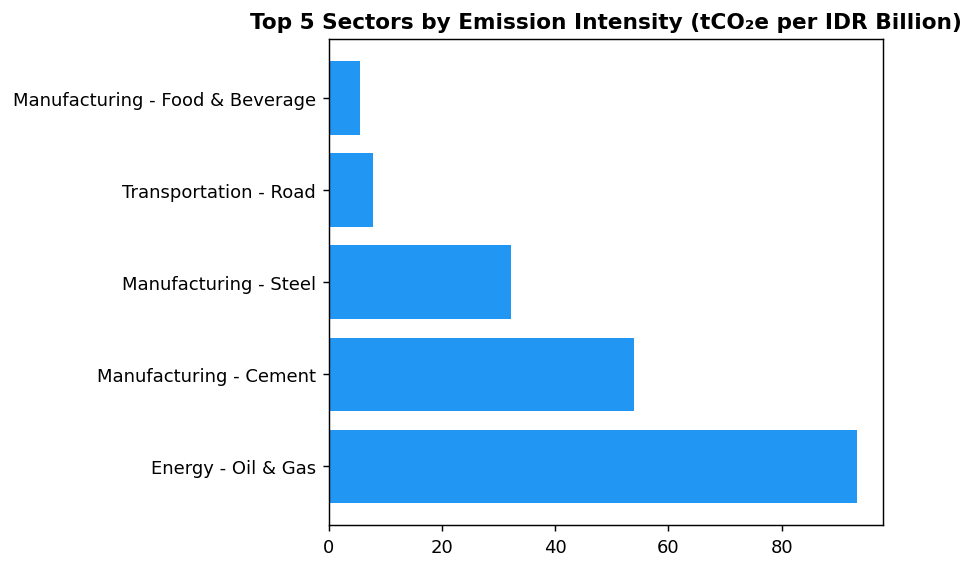 Top 5 Sectors by Emission Intensity (tCO₂e per IDR Billion)
Manufacturing - Food & Beverage
Transportation - Road
Manufacturing - Steel
Manufacturing - Cement
Energy - Oil & Gas
0 20 40 60 80